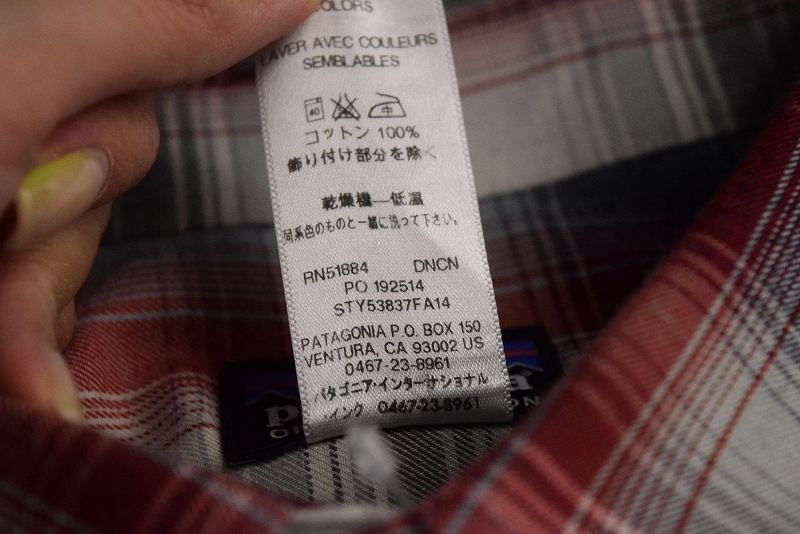 COLORS
LAVER AVEC COULEURS
SEMBLABLES
40 中
コットン 100%
飾り付け部分を除く
乾燥機—低温
同系色のものと一緒に洗って下さい。
RN51884 DNCN
PO 192514
STY53837FA14
PATAGONIA P.O. BOX 150
VENTURA, CA 93002 US
0467-23-8961
パタゴニア・インターナショナル
インク 0467-23-8961